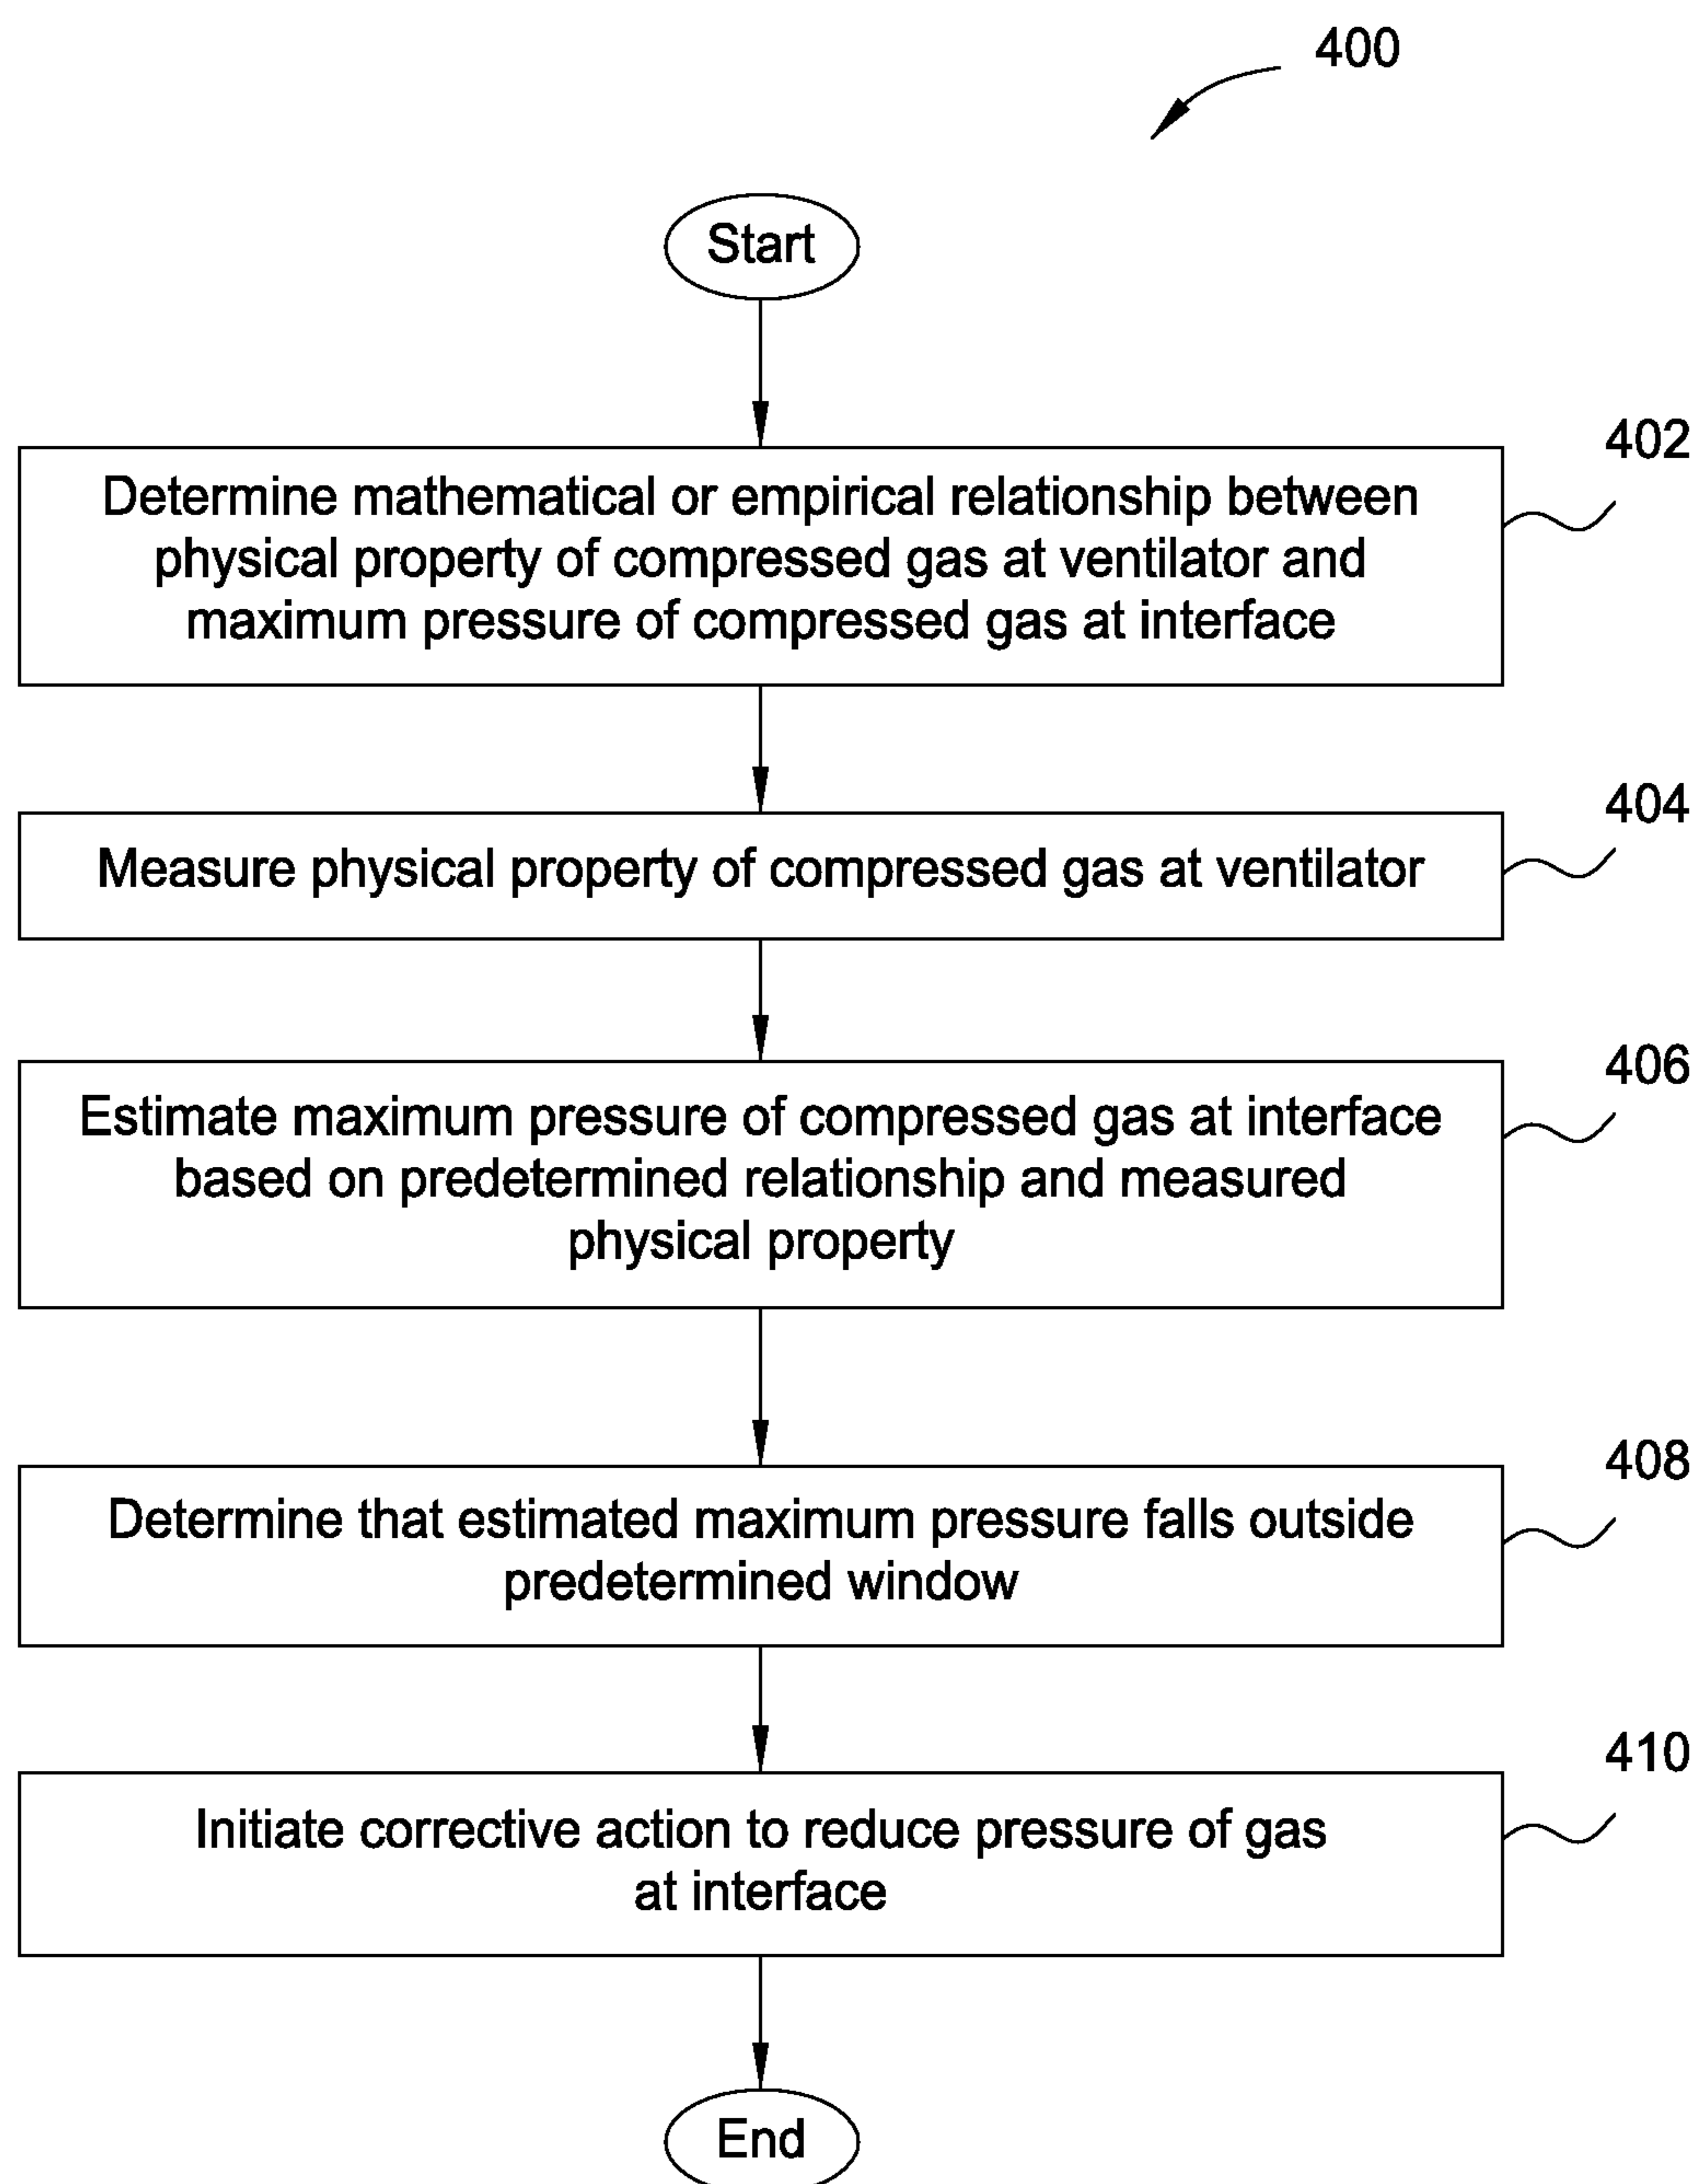 400
Start
402
Determine mathematical or empirical relationship between
physical property of compressed gas at ventilator and
maximum pressure of compressed gas at interface
404
Measure physical property of compressed gas at ventilator
406
Estimate maximum pressure of compressed gas at interface
based on predetermined relationship and measured
physical property
408
Determine that estimated maximum pressure falls outside
predetermined window
410
Initiate corrective action to reduce pressure of gas
at interface
End